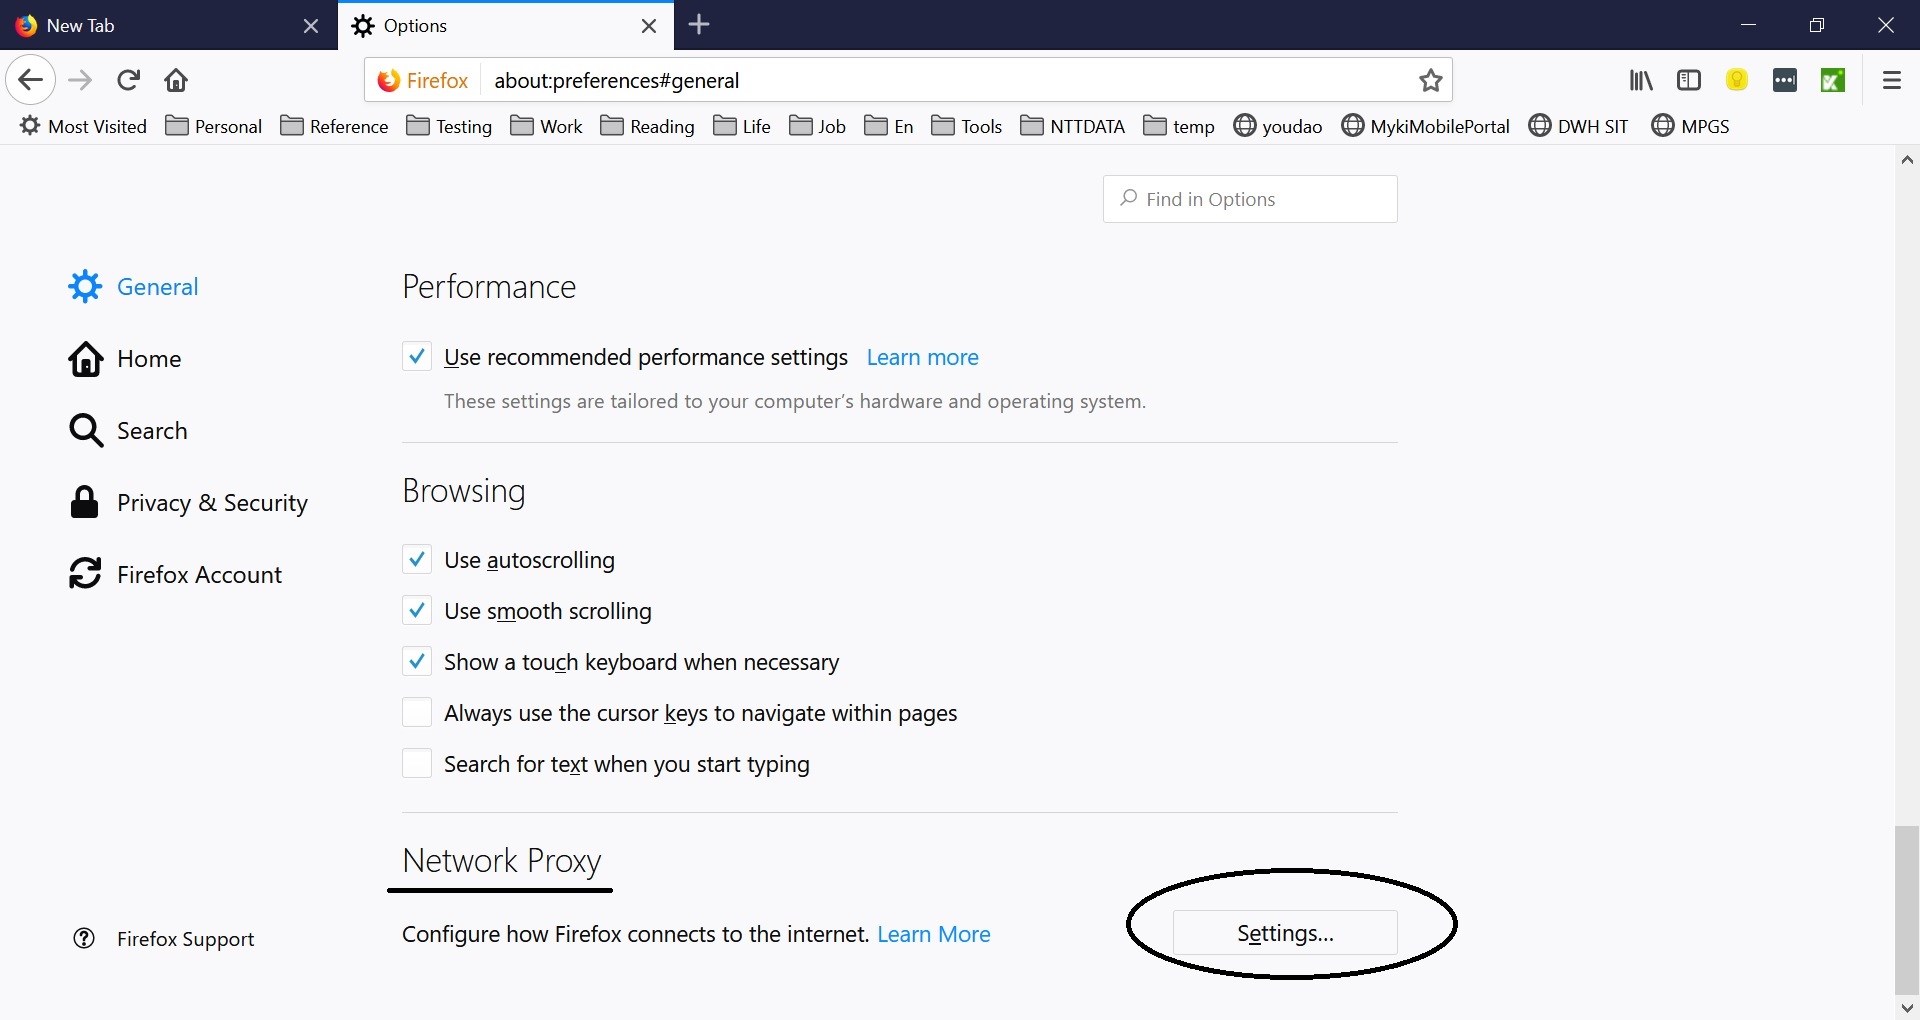 New Tab
Options
Firefox about:preferences#general
Most Visited Personal Reference Testing Work Reading Life Job En Tools NTTDATA temp youdao MykiMobilePortal DWH SIT MPGS
Find in Options
General
Home
Search
Privacy & Security
Firefox Account
Firefox Support
Performance
Use recommended performance settings Learn more
These settings are tailored to your computer’s hardware and operating system.
Browsing
Use autoscrolling
Use smooth scrolling
Show a touch keyboard when necessary
Always use the cursor keys to navigate within pages
Search for text when you start typing
Network Proxy
Configure how Firefox connects to the internet. Learn More
Settings...